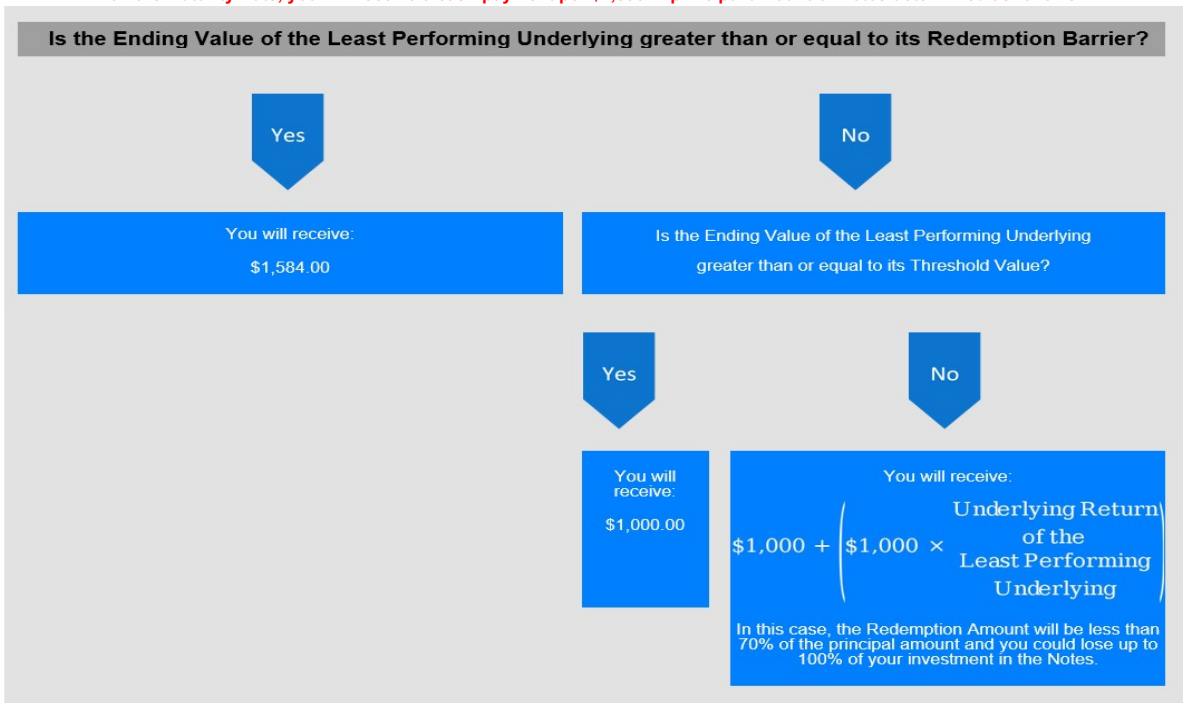 Is the Ending Value of the Least Performing Underlying greater than or equal to its Redemption Barrier?
Yes
No
You will receive:
$1,584.00
Is the Ending Value of the Least Performing Underlying
greater than or equal to its Threshold Value?
Yes
No
You will
receive:
$1,000.00
You will receive:
$1,000 + ($1,000 × Underlying Return
of the
Least Performing
Underlying)
In this case, the Redemption Amount will be less than
70% of the principal amount and you could lose up to
100% of your investment in the Notes.